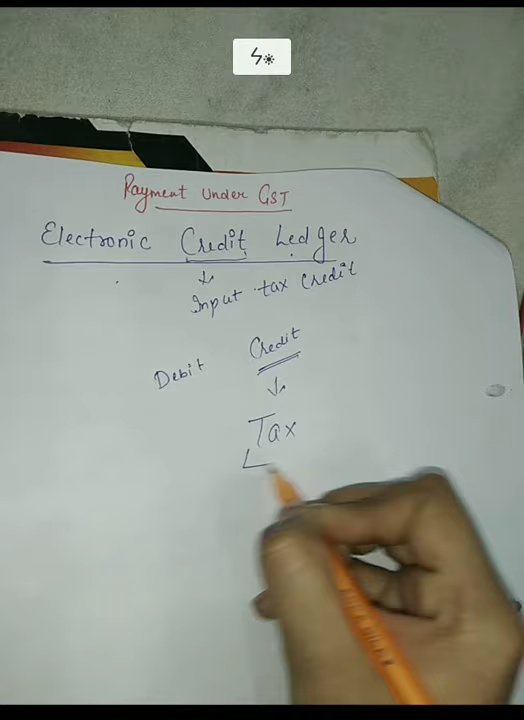 Payment under GST
Electronic Credit Ledger
Input tax credit
Debit Credit
Tax